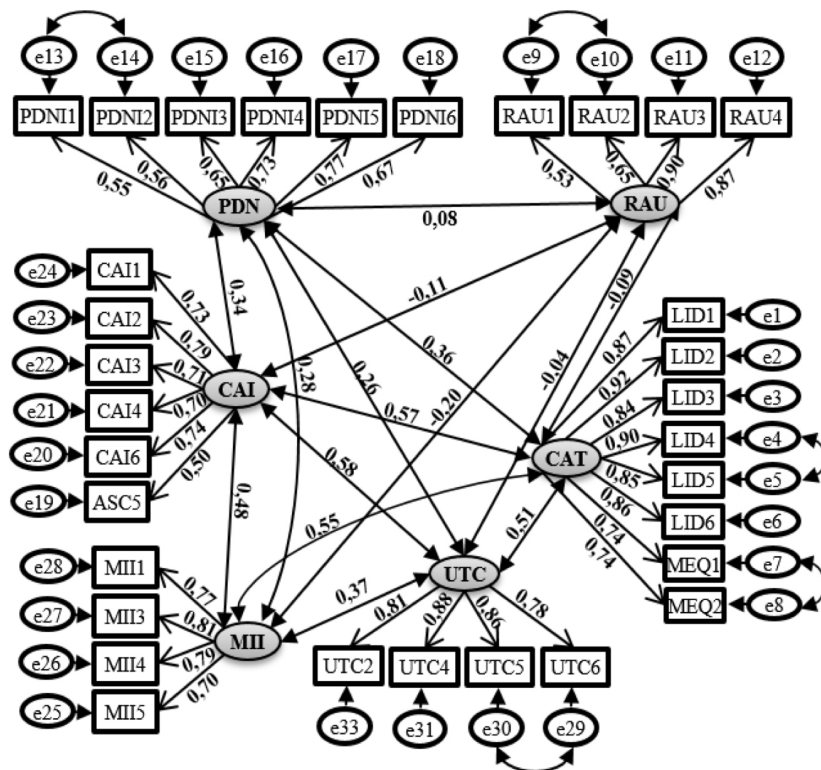 e13 e14 e15 e16 e17 e18
e9 e10 e11 e12
PDNI1 PDNI2 PDNI3 PDNI4 PDNI5 PDNI6
RAU1 RAU2 RAU3 RAU4
0,55 0,56 0,65 0,73 0,77 0,67
0,53 0,65 0,90 0,87
PDN
RAU
0,08
e24 CAI1
e23 CAI2
e22 CAI3
e21 CAI4
e20 CAI6
e19 ASC5
0,73
0,79
0,71
0,70
0,74
0,50
CAI
0,34
0,28
0,26
0,36
-0,11
-0,20
-0,04
-0,09
0,57
0,58
0,48
0,55
0,51
0,37
LID1 e1
LID2 e2
LID3 e3
LID4 e4
LID5 e5
LID6 e6
MEQ1 e7
MEQ2 e8
0,87
0,92
0,84
0,90
0,85
0,86
0,74
0,74
CAT
UTC
MII
e28 MII1
e27 MII3
e26 MII4
e25 MII5
0,77
0,81
0,79
0,70
0,81 0,88 0,86 0,78
UTC2 UTC4 UTC5 UTC6
e33 e31 e30 e29